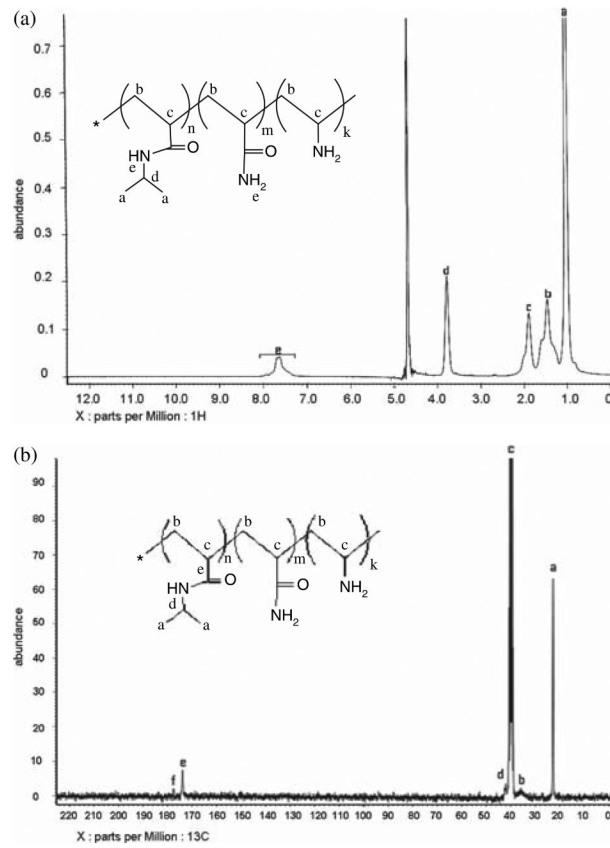 (a)
0.7
0.6
0.5
0.4
0.3
0.2
0.1
0
abundance
b b b
* c c c
n m k
HN O O NH2
e d NH2
a a e
a
d
c b
e
12.0 11.0 10.0 9.0 8.0 7.0 6.0 5.0 4.0 3.0 2.0 1.0 0
X : parts per Million : 1H
(b)
90
80
70
60
50
40
30
20
10
0
abundance
b b b
* c c c
e n m k
HN O O NH2
d NH2
a a
c
a
f e d b
220 210 200 190 180 170 160 150 140 130 120 110 100 90 80 70 60 50 40 30 20 10 0
X : parts per Million : 13C